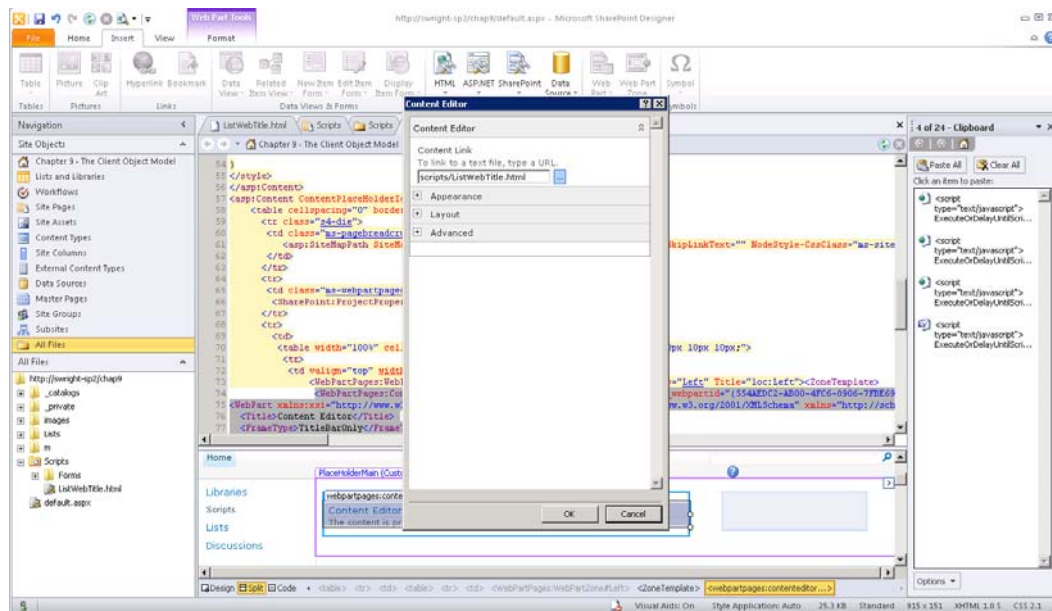 Web Part Tools
http://swright-sp2/chap9/default.aspx - Microsoft SharePoint Designer
File Home Insert View Format
Table Picture Clip Art Hyperlink Bookmark Data View Related Item View New Item Form Edit Item Form Display Item Form HTML ASP.NET SharePoint Data Source Web Part Web Part Zone Symbol
Tables Pictures Links Data Views & Forms
Navigation
Site Objects
Chapter 9 - The Client Object Model
Lists and Libraries
Workflows
Site Pages
Site Assets
Content Types
Site Columns
External Content Types
Data Sources
Master Pages
Site Groups
Subsites
All Files
All Files
http://swright-sp2/chap9
_catalogs
_private
images
Lists
m
Scripts
Forms
ListWebTitle.html
default.aspx
ListWebTitle.html Scripts Scripts
Chapter 9 - The Client Object Model
54 }
55 </style>
56 </asp:Content>
57 <asp:Content ContentPlaceHolderI
58 <table cellspacing="0" border
59 <tr class="s4-die">
60 <td class="ms-pagebreadcru
61 <asp:SiteMapPath SiteM
kipLinkText="" NodeStyle-CssClass="ms-site
62 </td>
63 </tr>
64 <tr>
65 <td class="ms-webpartpage
66 <SharePoint:ProjectProper
67 </tr>
68 <tr>
69 <td>
70 <table width="100%" cel
px 10px 10px;">
71 <tr>
72 <td valign="top" widt
73 <WebPartPages:Web
="Left" Title="loc:Left"><ZoneTemplate>
74 <WebPartPages:Con
75 <WebPart xmlns:xsi="http://www.w
ww.w3.org/2001/XMLSchema" xmlns="http://sch
76 <Title>Content Editor</Title>
77 <FrameType>TitleBarOnly</Frame
Content Editor
Content Editor
Content Link
To link to a text file, type a URL.
scripts/ListWebTitle.html
Appearance
Layout
Advanced
OK Cancel
Home
PlaceHolderMain (Custo
Libraries
Scripts
Lists
Discussions
webpartpages:conte
Content Editor
The content is pr
Design Split Code <table> <tr> <td> <table> <tr> <td> <WebPartPages:WebPartZone#Left> <ZoneTemplate> <webpartpages:contenteditor...>
Visual Aids: On Style Application: Auto 25.3 KB Standard 915 x 151 XHTML 1.0 S CSS 2.1
4 of 24 - Clipboard
Paste All Clear All
Click an item to paste:
<script
type="text/javascript">
ExecuteOrDelayUntilScri...
<script
type="text/javascript">
ExecuteOrDelayUntilScri...
<script
type="text/javascript">
ExecuteOrDelayUntilScri...
<script
type="text/javascript">
ExecuteOrDelayUntilScri...
Options